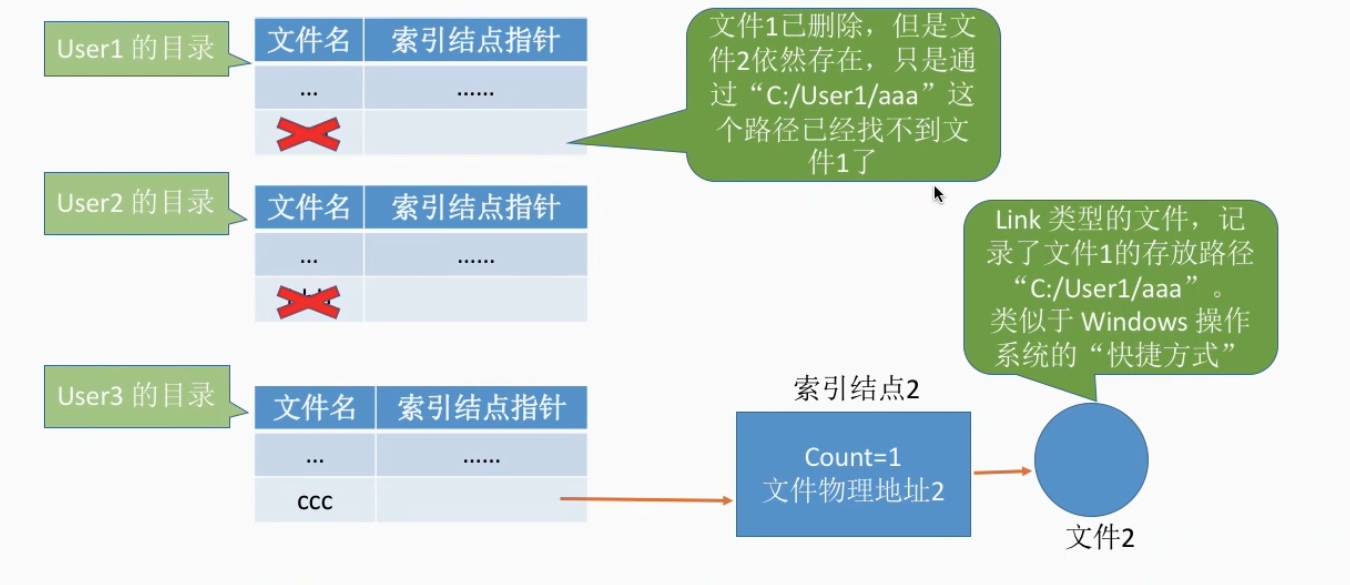 User1 的目录
文件名 索引结点指针
... ......
文件1已删除，但是文
件2依然存在，只是通
过“C:/User1/aaa”这
个路径已经找不到文
件1了
User2 的目录
文件名 索引结点指针
... ......
Link 类型的文件，记
录了文件1的存放路径
“C:/User1/aaa”。
类似于 Windows 操作
系统的“快捷方式”
User3 的目录
文件名 索引结点指针
... ......
ccc
索引结点2
Count=1
文件物理地址2
文件2